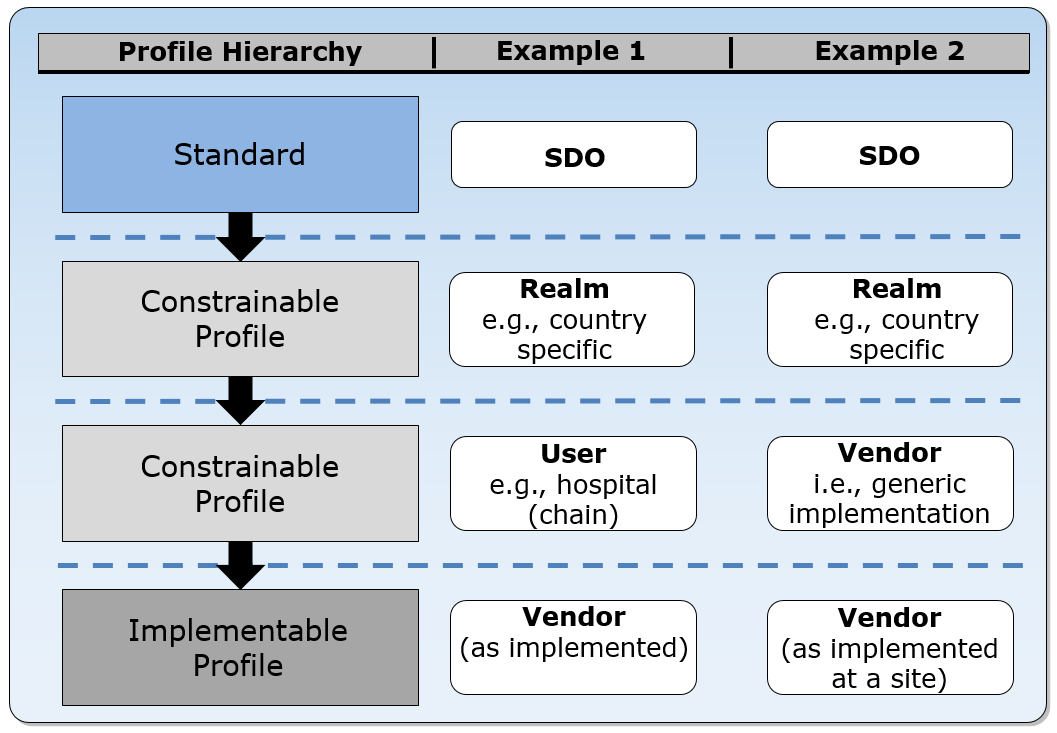 Profile Hierarchy | Example 1 | Example 2
Standard
SDO
SDO
Constrainable
Profile
Realm
e.g., country
specific
Realm
e.g., country
specific
Constrainable
Profile
User
e.g., hospital
(chain)
Vendor
i.e., generic
implementation
Implementable
Profile
Vendor
(as implemented)
Vendor
(as implemented
at a site)